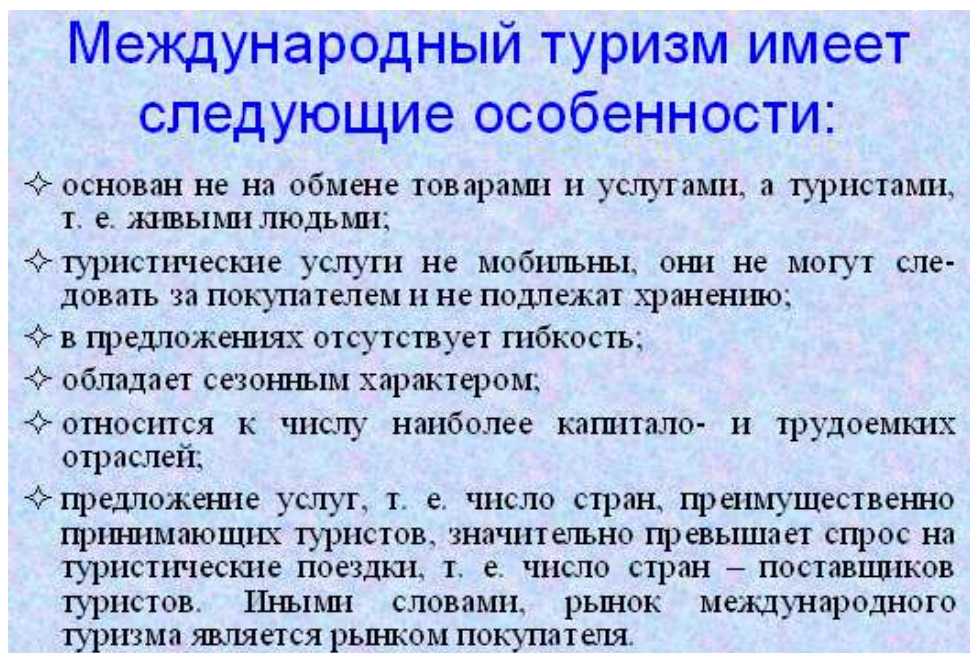 Международный туризм имеет
следующие особенности:
✧ основан не на обмене товарами и услугами, а туристами,
т. е. живыми людьми;
✧ туристические услуги не мобильны, они не могут сле-
довать за покупателем и не подлежат хранению;
✧ в предложениях отсутствует гибкость;
✧ обладает сезонным характером;
✧ относится к числу наиболее капитало- и трудоемких
отраслей;
✧ предложение услуг, т. е. число стран, преимущественно
принимающих туристов, значительно превышает спрос на
туристические поездки, т. е. число стран – поставщиков
туристов. Иными словами, рынок международного
туризма является рынком покупателя.